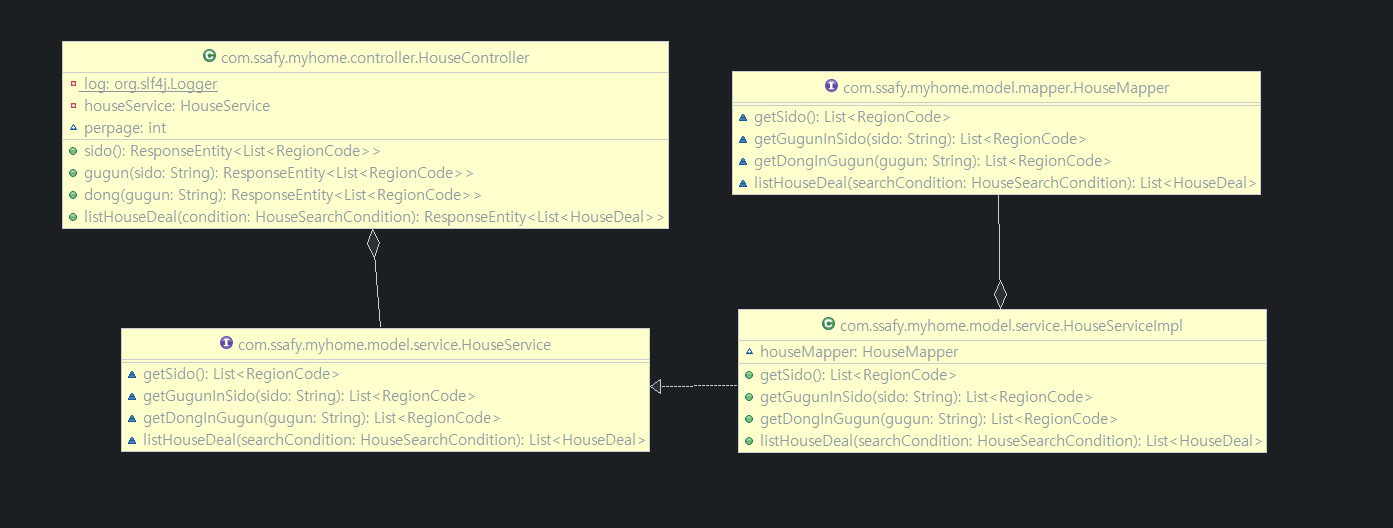 com.ssafy.myhome.controller.HouseController
log: org.slf4j.Logger
houseService: HouseService
perpage: int
sido(): ResponseEntity<List<RegionCode>>
gugun(sido: String): ResponseEntity<List<RegionCode>>
dong(gugun: String): ResponseEntity<List<RegionCode>>
listHouseDeal(condition: HouseSearchCondition): ResponseEntity<List<HouseDeal>>
com.ssafy.myhome.model.mapper.HouseMapper
getSido(): List<RegionCode>
getGugunInSido(sido: String): List<RegionCode>
getDongInGugun(gugun: String): List<RegionCode>
listHouseDeal(searchCondition: HouseSearchCondition): List<HouseDeal>
com.ssafy.myhome.model.service.HouseService
getSido(): List<RegionCode>
getGugunInSido(sido: String): List<RegionCode>
getDongInGugun(gugun: String): List<RegionCode>
listHouseDeal(searchCondition: HouseSearchCondition): List<HouseDeal>
com.ssafy.myhome.model.service.HouseServiceImpl
houseMapper: HouseMapper
getSido(): List<RegionCode>
getGugunInSido(sido: String): List<RegionCode>
getDongInGugun(gugun: String): List<RegionCode>
listHouseDeal(searchCondition: HouseSearchCondition): List<HouseDeal>